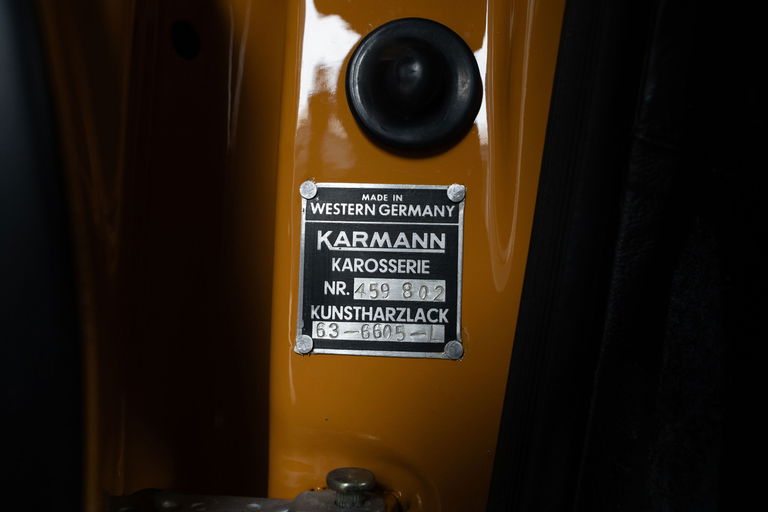 MADE IN
WESTERN GERMANY
KARMANN
KAROSSERIE
NR. 459 802
KUNSTHARZLACK
63-6605-L